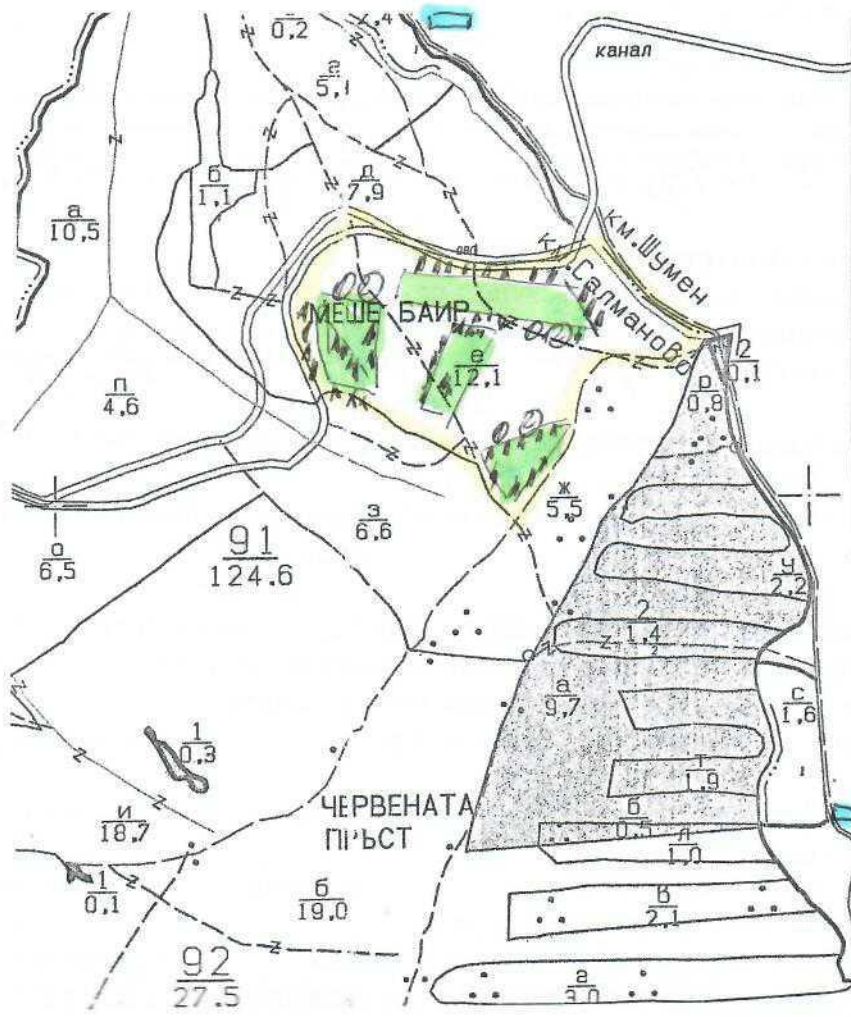 0,2
7,4
г
5,1
канал
б
1,1
д
7,9
а
10,5
км.Шумен
км.Салманово
МЕШЕ БАИР
е
12,1
2
0,1
р
0,8
п
4,6
ж
5,5
з
6,6
о
6,5
91
124.6
у
2,2
2
1,4
а
9,7
с
1,6
1
0,3
т
1,9
ЧЕРВЕНАТА
б
0,5
и
18,7
л
1,0
1
0,1
б
19,0
в
2,1
92
27.5
а
3,0